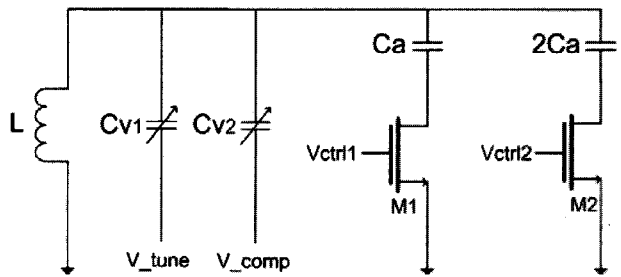 Ca
2Ca
L
Cv1
Cv2
Vctrl1
Vctrl2
M1
M2
V_tune
V_comp